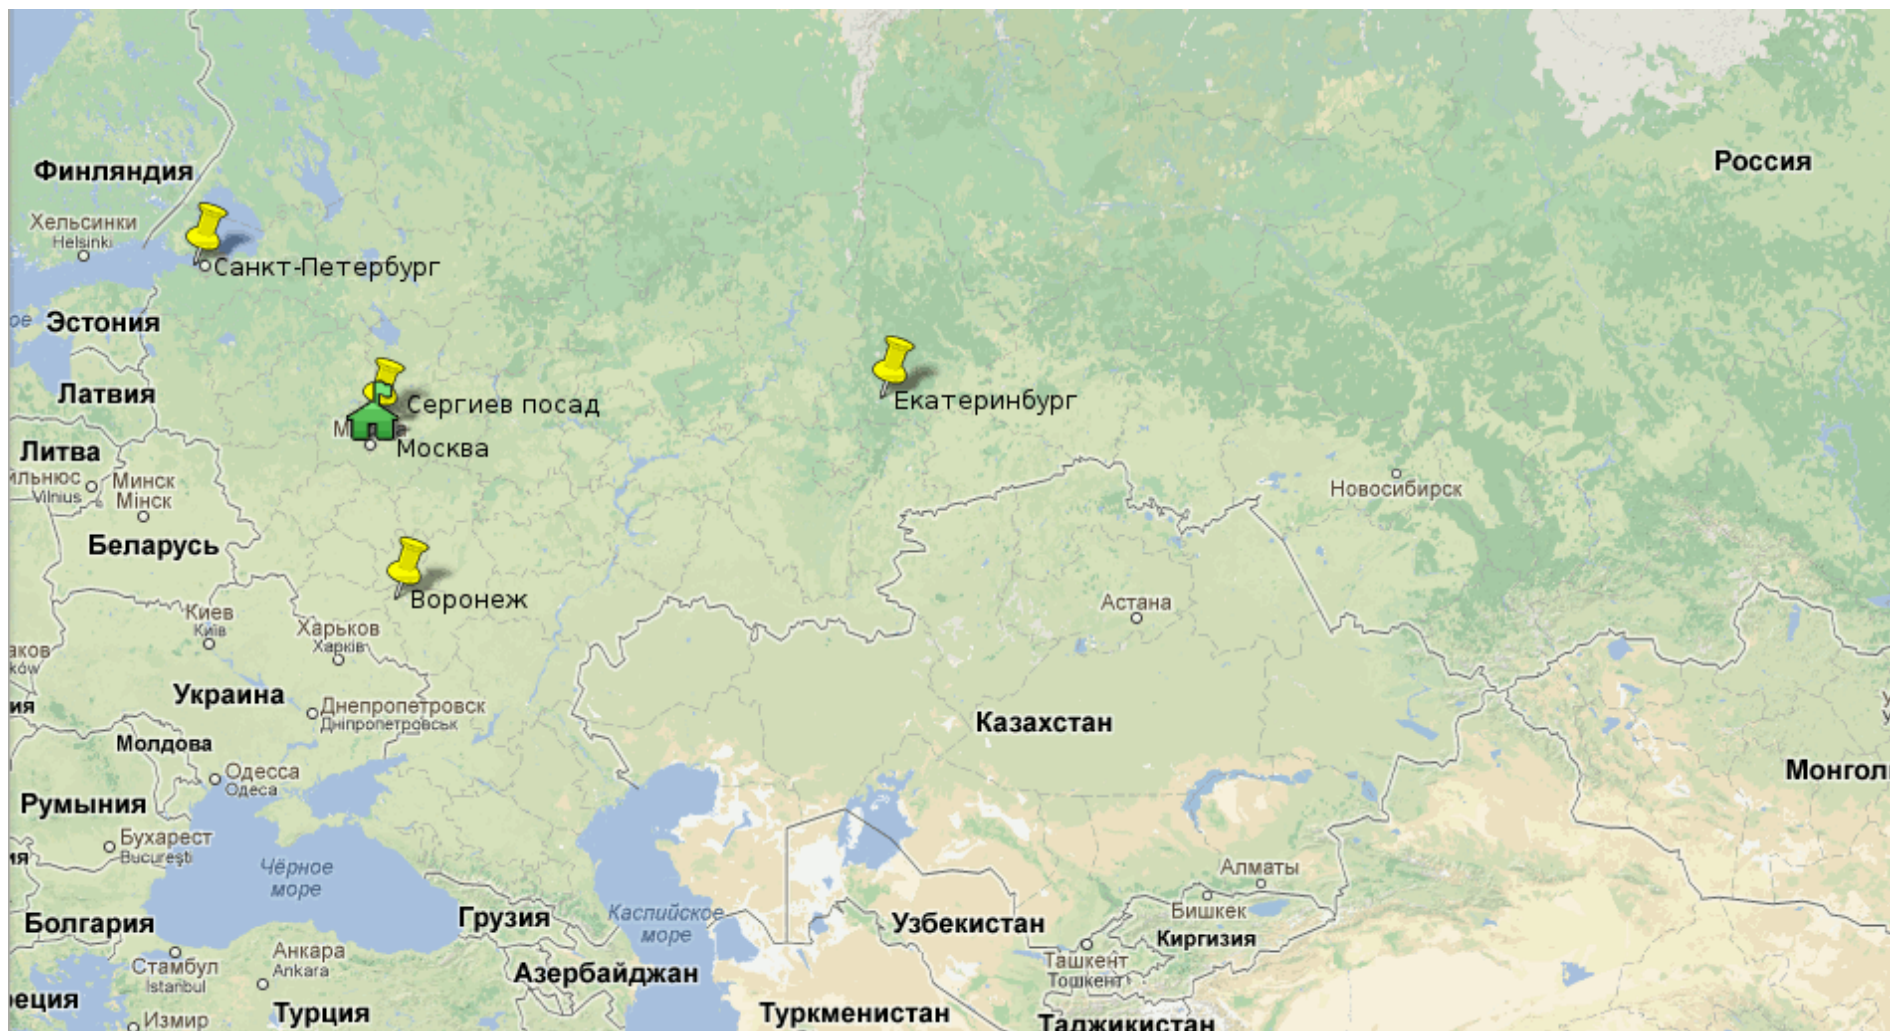 Россия
Финляндия
Хельсинки
Helsinki
Санкт-Петербург
Эстония
Латвия
Сергиев посад
Екатеринбург
Москва
Литва
Vilnius
Минск
Мінск
Новосибирск
Беларусь
Воронеж
Киев
Київ
Харьков
Харків
Астана
Украина
Днепропетровск
Дніпропетровськ
Казахстан
Молдова
Одесса
Одеса
Монгол
Румыния
Бухарест
București
Чёрное
море
Алматы
Болгария
Грузия
Каспийское
море
Узбекистан
Бишкек
Киргизия
Анкара
Ankara
Стамбул
İstanbul
Азербайджан
Ташкент
Тошкент
реция
Измир
Турция
Туркменистан
Таджикистан